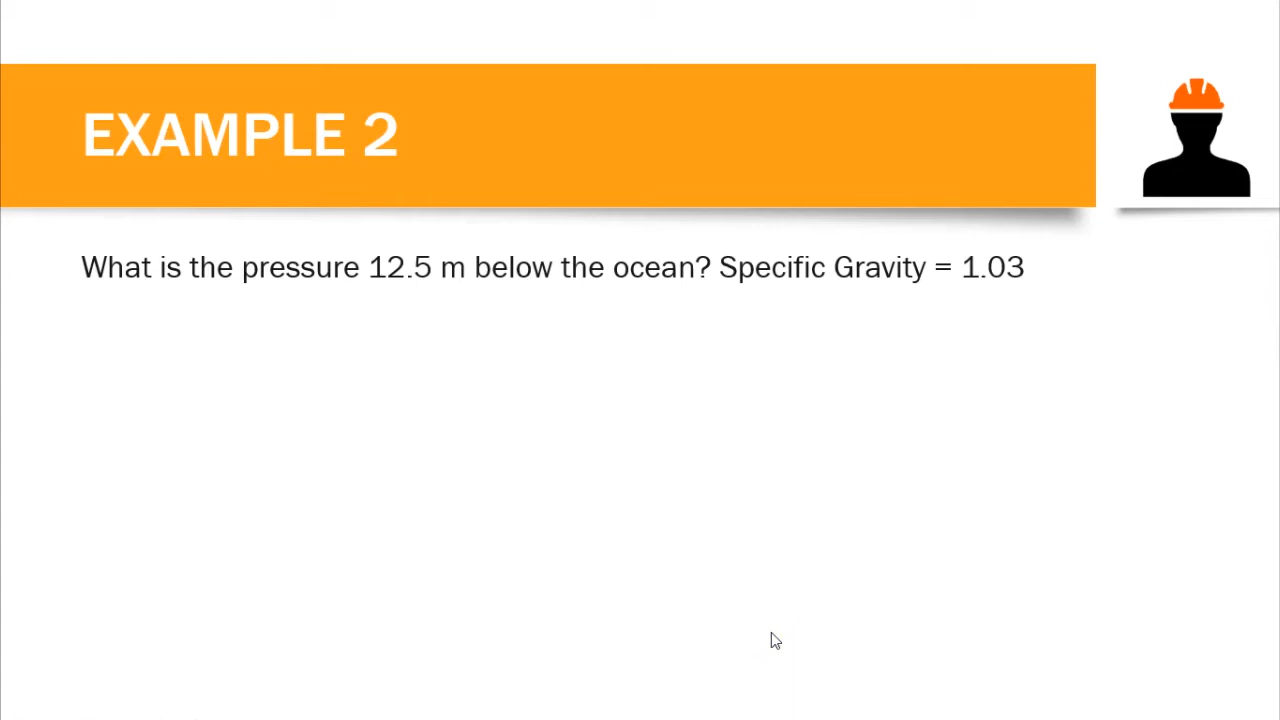 EXAMPLE 2
What is the pressure 12.5 m below the ocean? Specific Gravity = 1.03